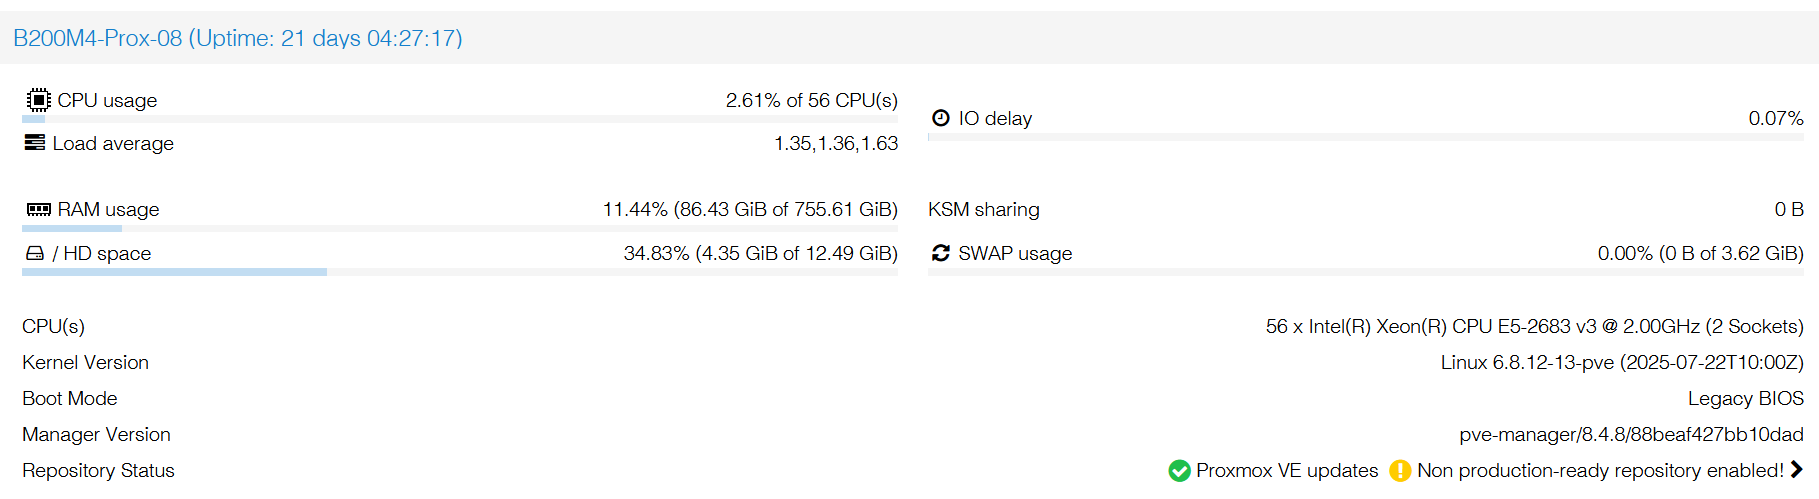 B200M4-Prox-08 (Uptime: 21 days 04:27:17)
CPU usage 2.61% of 56 CPU(s)
IO delay 0.07%
Load average 1.35,1.36,1.63
RAM usage 11.44% (86.43 GiB of 755.61 GiB)
KSM sharing 0 B
/ HD space 34.83% (4.35 GiB of 12.49 GiB)
SWAP usage 0.00% (0 B of 3.62 GiB)
CPU(s) 56 x Intel(R) Xeon(R) CPU E5-2683 v3 @ 2.00GHz (2 Sockets)
Kernel Version Linux 6.8.12-13-pve (2025-07-22T10:00Z)
Boot Mode Legacy BIOS
Manager Version pve-manager/8.4.8/88beaf427bb10dad
Repository Status Proxmox VE updates Non production-ready repository enabled!